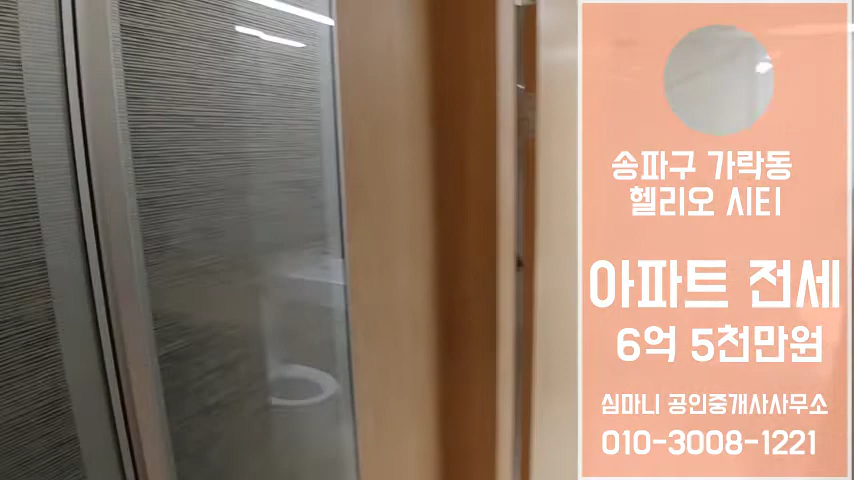 송파구 가락동
헬리오 시티
아파트 전세
6억 5천만원
심마니 공인중개사사무소
010-3008-1221